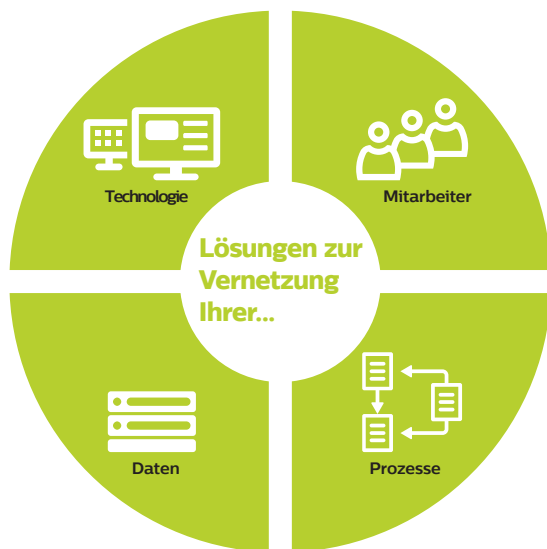 Technologie
Mitarbeiter
Lösungen zur
Vernetzung
Ihrer...
Daten
Prozesse